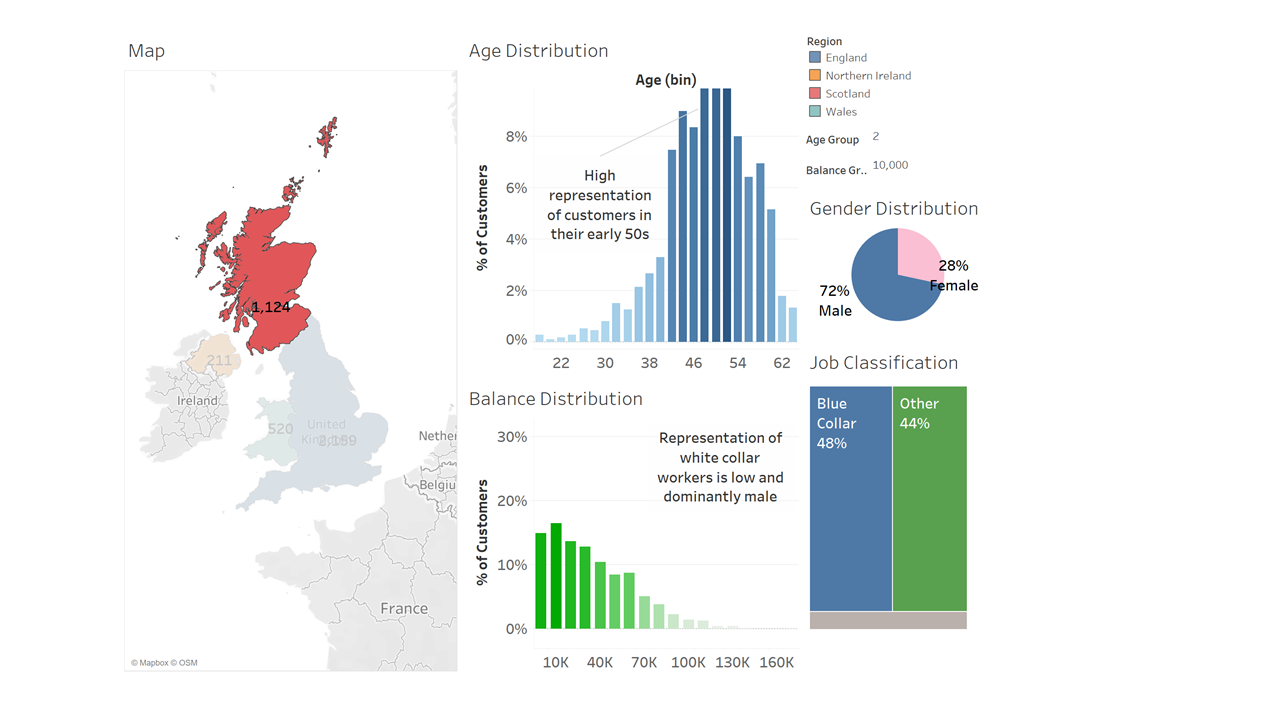 Map
1,124
211
Ireland
520
United
Nether
Belgiu
France
© Mapbox © OSM
Age Distribution
Age (bin)
8%
6%
4%
2%
0%
% of Customers
High
representation
of customers in
their early 50s
22 30 38 46 54 62
Balance Distribution
30%
20%
10%
0%
% of Customers
Representation of
white collar
workers is low and
dominantly male
10K 40K 70K 100K 130K 160K
Region
England
Northern Ireland
Scotland
Wales
Age Group 2
Balance Gr.. 10,000
Gender Distribution
28%
Female
72%
Male
Job Classification
Blue
Collar
48%
Other
44%